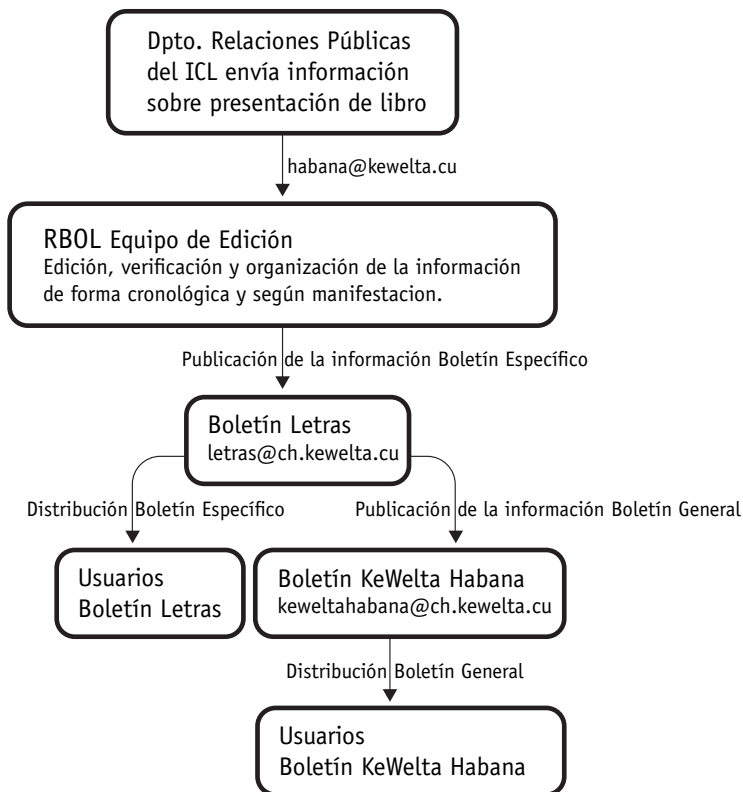 Dpto. Relaciones Públicas
del ICL envía información
sobre presentación de libro
habana@kewelta.cu
RBOL Equipo de Edición
Edición, verificación y organización de la información
de forma cronológica y según manifestacion.
Publicación de la información Boletín Específico
Boletín Letras
letras@ch.kewelta.cu
Distribución Boletín Específico
Publicación de la información Boletín General
Usuarios
Boletín Letras
Boletín KeWelta Habana
keweltahabana@ch.kewelta.cu
Distribución Boletín General
Usuarios
Boletín KeWelta Habana